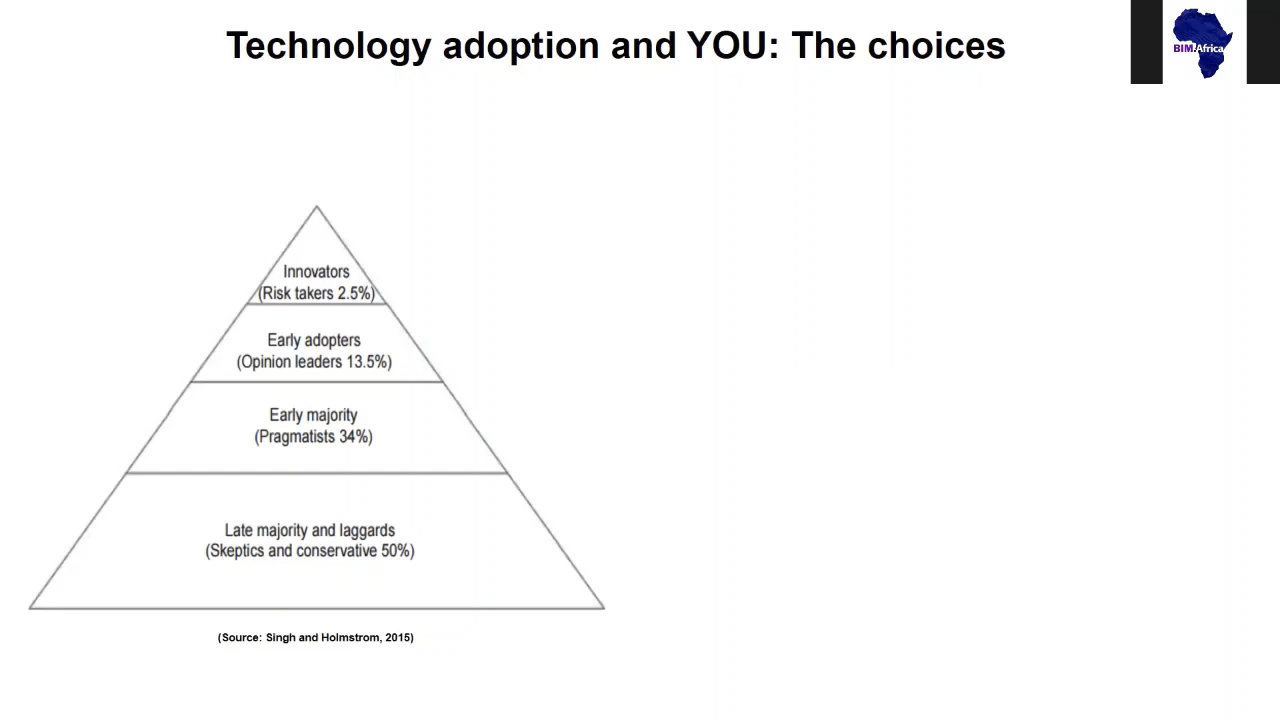 Technology adoption and YOU: The choices
BIM Africa
Innovators
(Risk takers 2.5%)
Early adopters
(Opinion leaders 13.5%)
Early majority
(Pragmatists 34%)
Late majority and laggards
(Skeptics and conservative 50%)
(Source: Singh and Holmstrom, 2015)